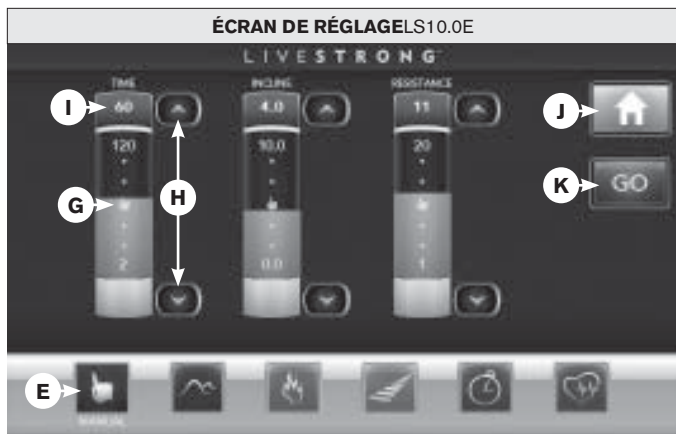 ÉCRAN DE RÉGLAGELS10.0E
LIVESTRONG
TIME INCLINE RESISTANCE
I 60 4.0 11 J
120 10.0 20
G H K GO
2 0.0 1
E
MANUAL